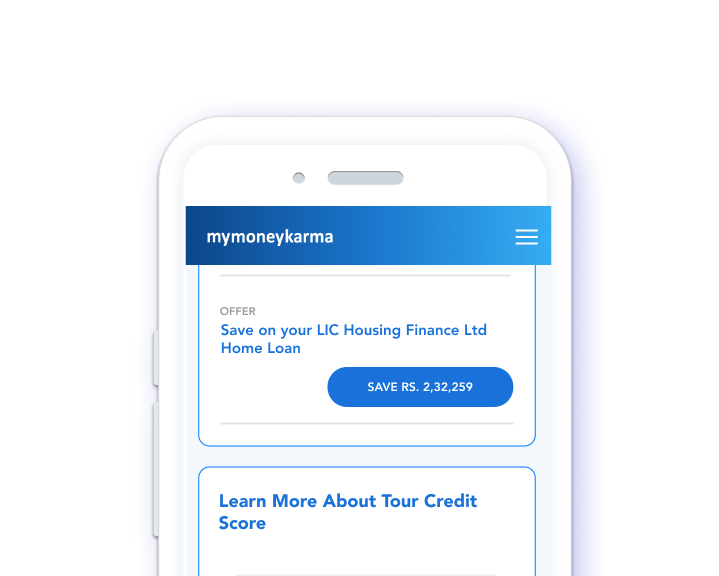 mymoneykarma
OFFER
Save on your LIC Housing Finance Ltd
Home Loan
SAVE RS. 2,32,259
Learn More About Tour Credit
Score